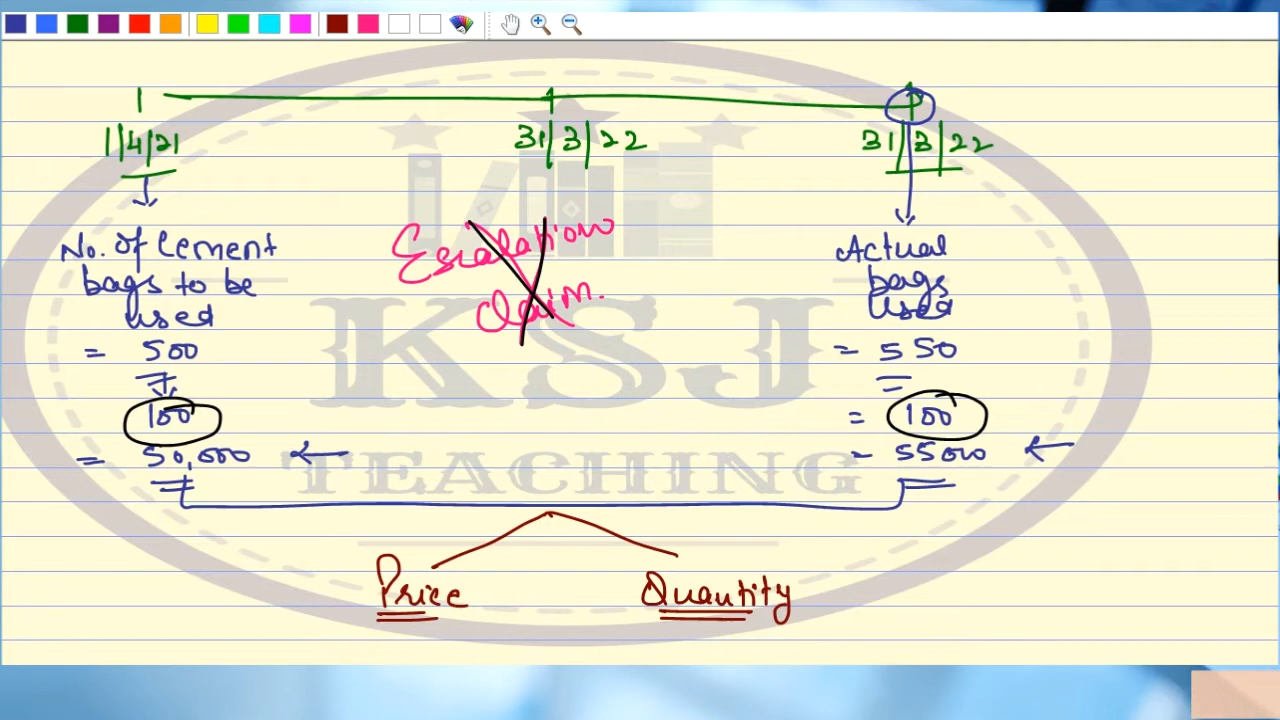 1|4|21
31|3|22
31|3|22
No. of Cement
bags to be
used
= 500
100
= 50,000
Escalation
Claim.
Actual
bags
used
= 550
= 100
= 55000
Price
Quantity
KSJ
TEACHING